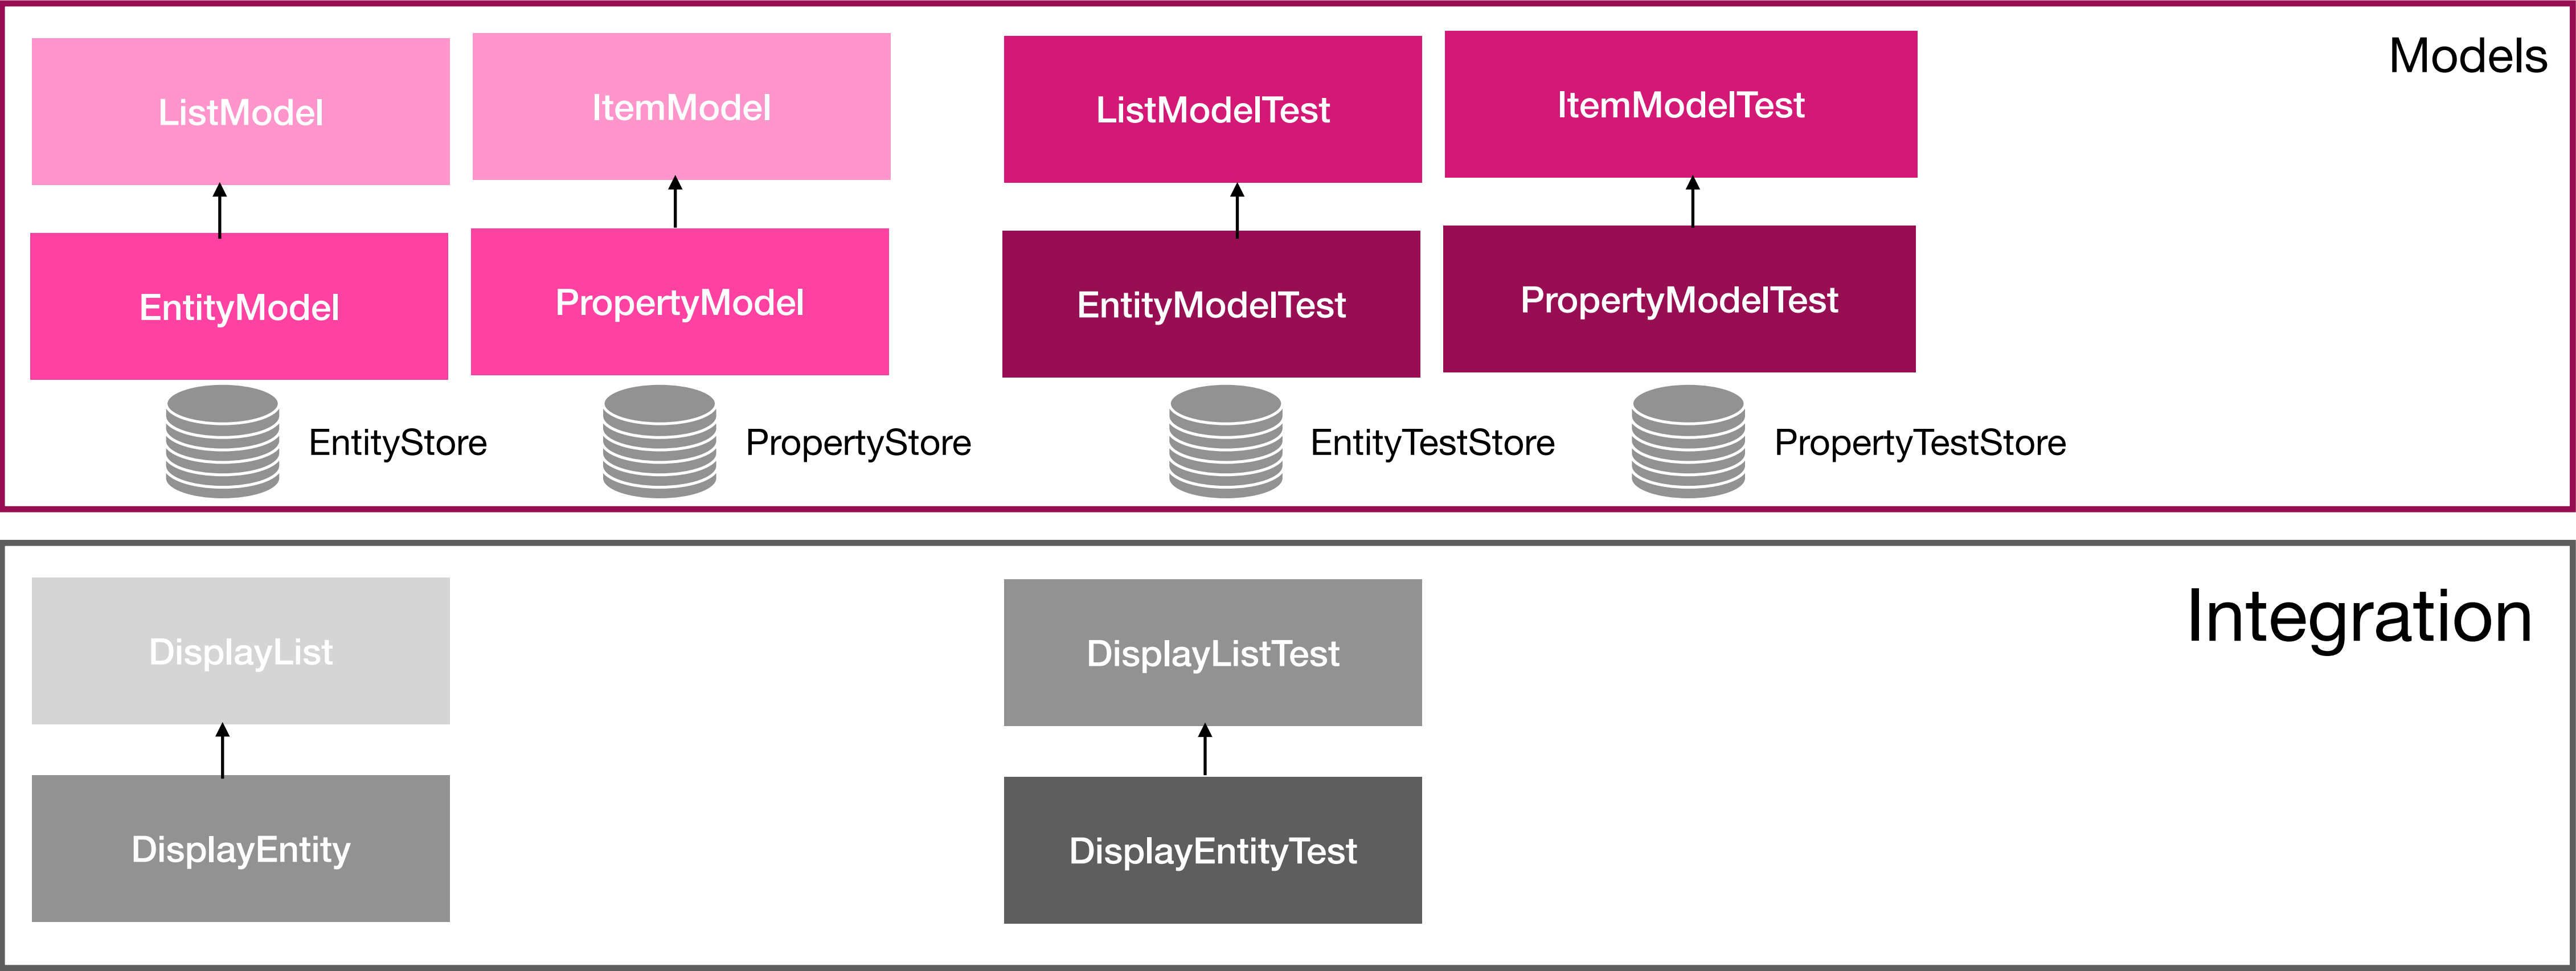 Models
ListModel
ItemModel
ListModelTest
ItemModelTest
EntityModel
PropertyModel
EntityModelTest
PropertyModelTest
EntityStore
PropertyStore
EntityTestStore
PropertyTestStore
Integration
DisplayList
DisplayListTest
DisplayEntity
DisplayEntityTest